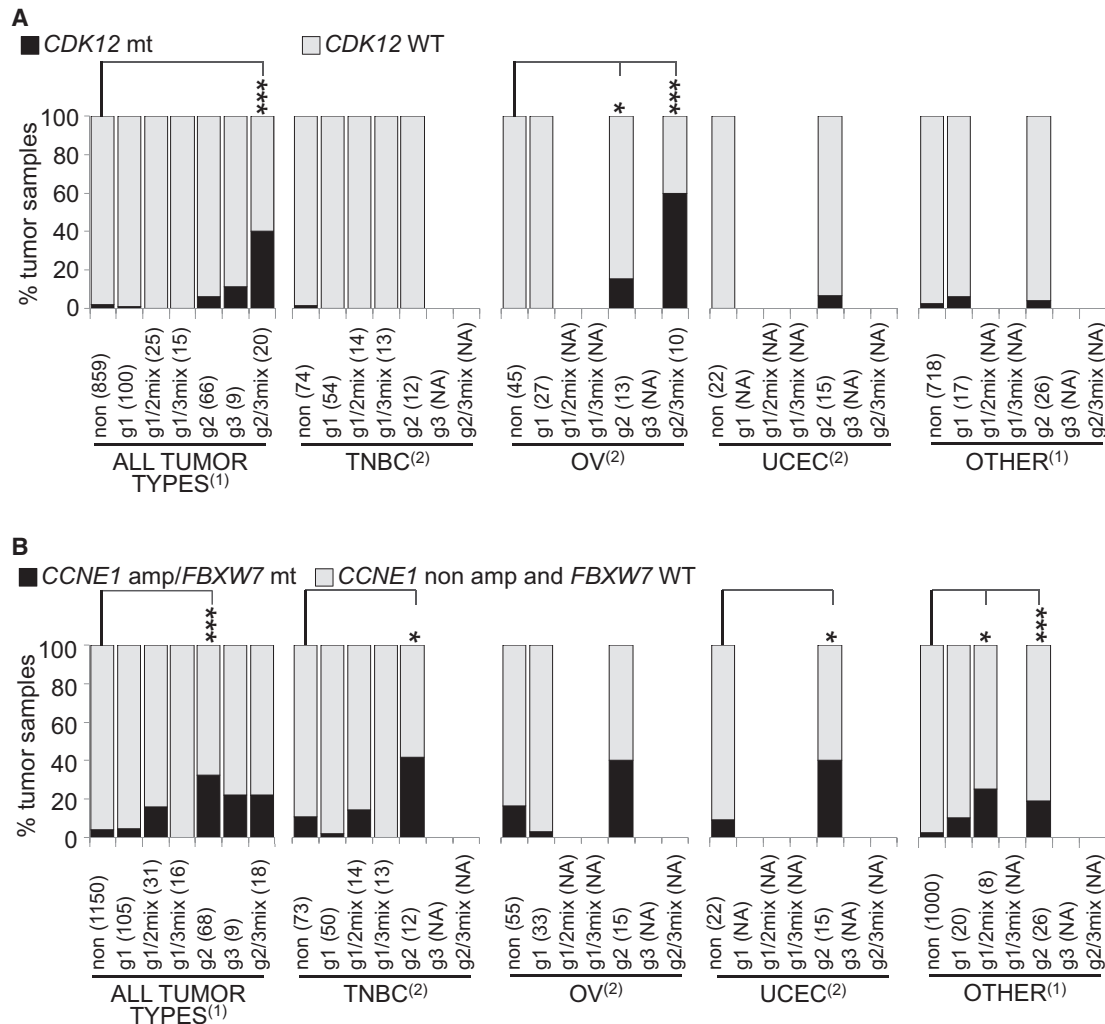 A
CDK12 mt CDK12 WT
*** * ***
% tumor samples
100
80
60
40
20
0
non (859)
g1 (100)
g1/2mix (25)
g1/3mix (15)
g2 (66)
g3 (9)
g2/3mix (20)
ALL TUMOR
TYPES(1)
non (74)
g1 (54)
g1/2mix (14)
g1/3mix (13)
g2 (12)
g3 (NA)
g2/3mix (NA)
TNBC(2)
non (45)
g1 (27)
g1/2mix (NA)
g1/3mix (NA)
g2 (13)
g3 (NA)
g2/3mix (10)
OV(2)
non (22)
g1 (NA)
g1/2mix (NA)
g1/3mix (NA)
g2 (15)
g3 (NA)
g2/3mix (NA)
UCEC(2)
non (718)
g1 (17)
g1/2mix (NA)
g1/3mix (NA)
g2 (26)
g3 (NA)
g2/3mix (NA)
OTHER(1)
B
CCNE1 amp/FBXW7 mt CCNE1 non amp and FBXW7 WT
*** * * * ***
% tumor samples
100
80
60
40
20
0
non (1150)
g1 (105)
g1/2mix (31)
g1/3mix (16)
g2 (68)
g3 (9)
g2/3mix (18)
ALL TUMOR
TYPES(1)
non (73)
g1 (50)
g1/2mix (14)
g1/3mix (13)
g2 (12)
g3 (NA)
g2/3mix (NA)
TNBC(2)
non (55)
g1 (33)
g1/2mix (NA)
g1/3mix (NA)
g2 (15)
g3 (NA)
g2/3mix (NA)
OV(2)
non (22)
g1 (NA)
g1/2mix (NA)
g1/3mix (NA)
g2 (15)
g3 (NA)
g2/3mix (NA)
UCEC(2)
non (1000)
g1 (20)
g1/2mix (8)
g1/3mix (NA)
g2 (26)
g3 (NA)
g2/3mix (NA)
OTHER(1)